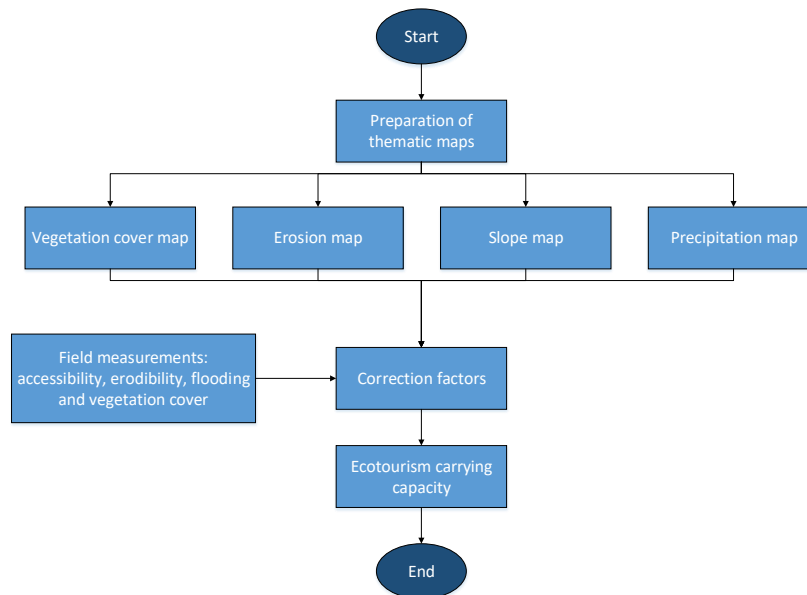 Start
Preparation of
thematic maps
Vegetation cover map
Erosion map
Slope map
Precipitation map
Field measurements:
accessibility, erodibility, flooding
and vegetation cover
Correction factors
Ecotourism carrying
capacity
End